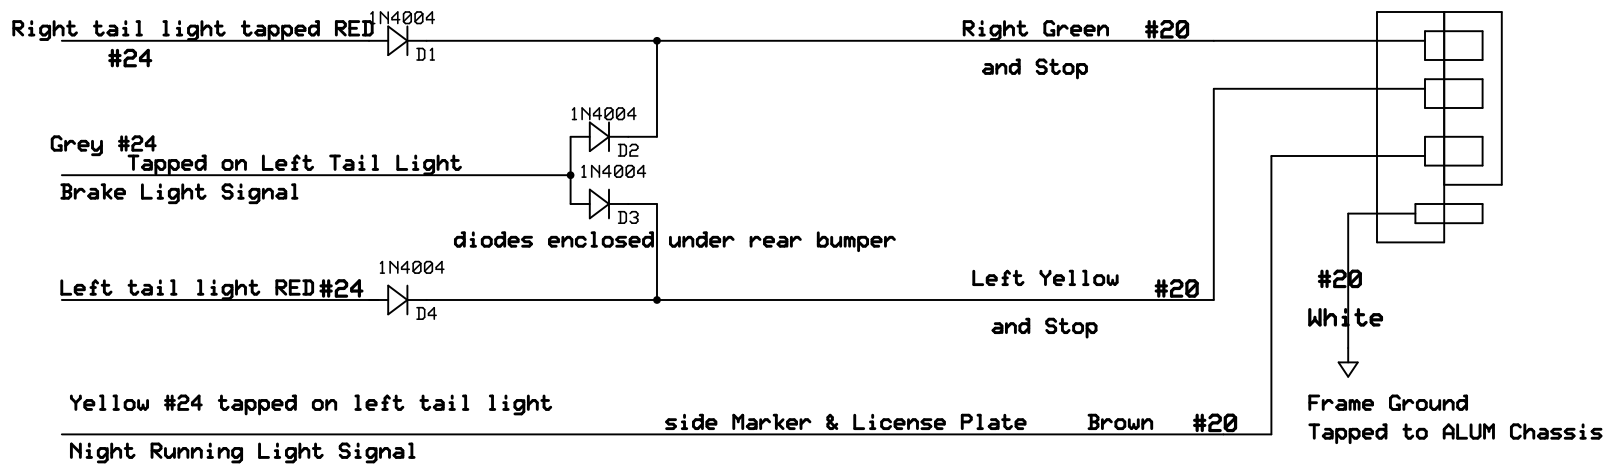 1N4004
Right tail light tapped RED
#24
D1
Right Green #20
and Stop
1N4004
Grey #24
D2
Tapped on Left Tail Light
1N4004
Brake Light Signal
D3
diodes enclosed under rear bumper
1N4004
Left tail light RED #24
D4
Left Yellow #20
and Stop
#20
White
Yellow #24 tapped on left tail light
side Marker & License Plate Brown #20
Night Running Light Signal
Frame Ground
Tapped to ALUM Chassis